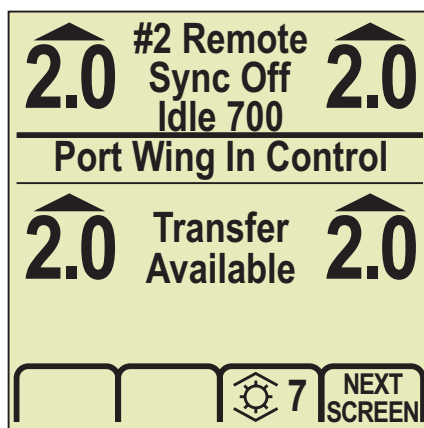 2.0 #2 Remote 2.0
Sync Off
Idle 700
Port Wing In Control
2.0 Transfer 2.0
Available
7 NEXT
SCREEN